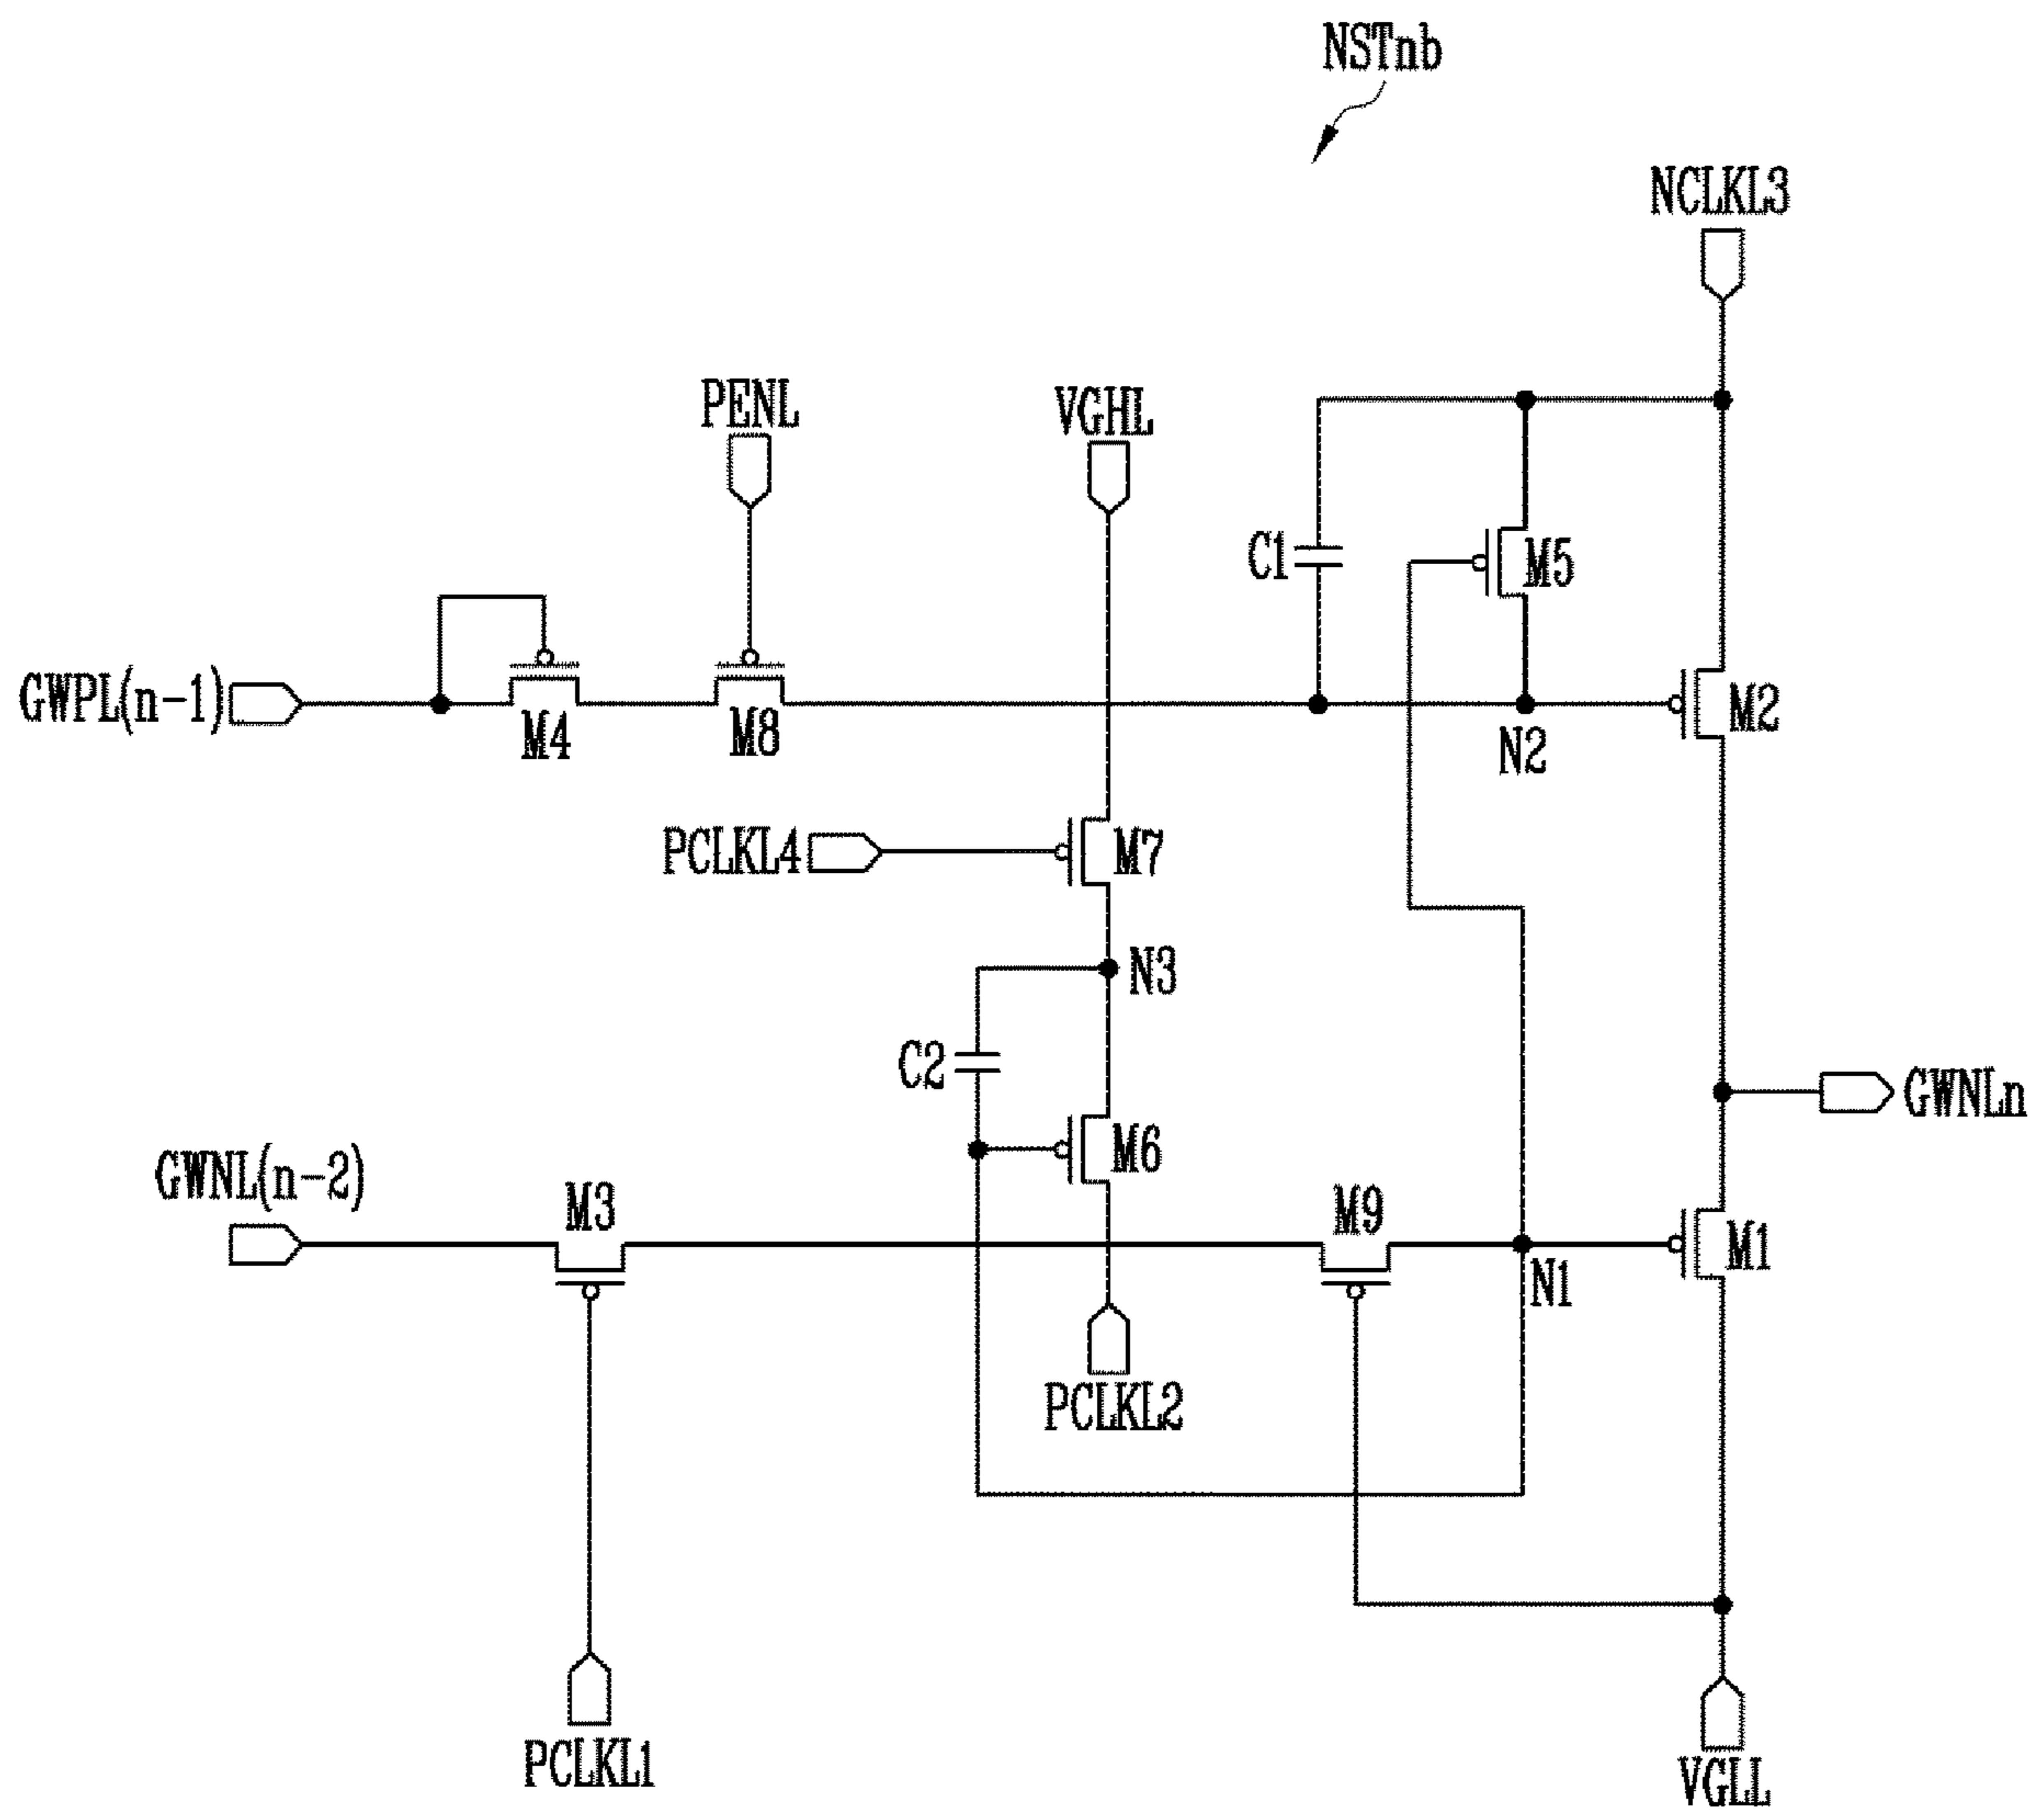 NSTnb
NCLKL3
PENL
VGHL
C1
M5
GWPL(n-1)
M4
M8
M2
N2
PCLKL4
M7
N3
C2
GWNLn
M6
GWNL(n-2)
M3
M9
M1
N1
PCLKL2
PCLKL1
VGLL